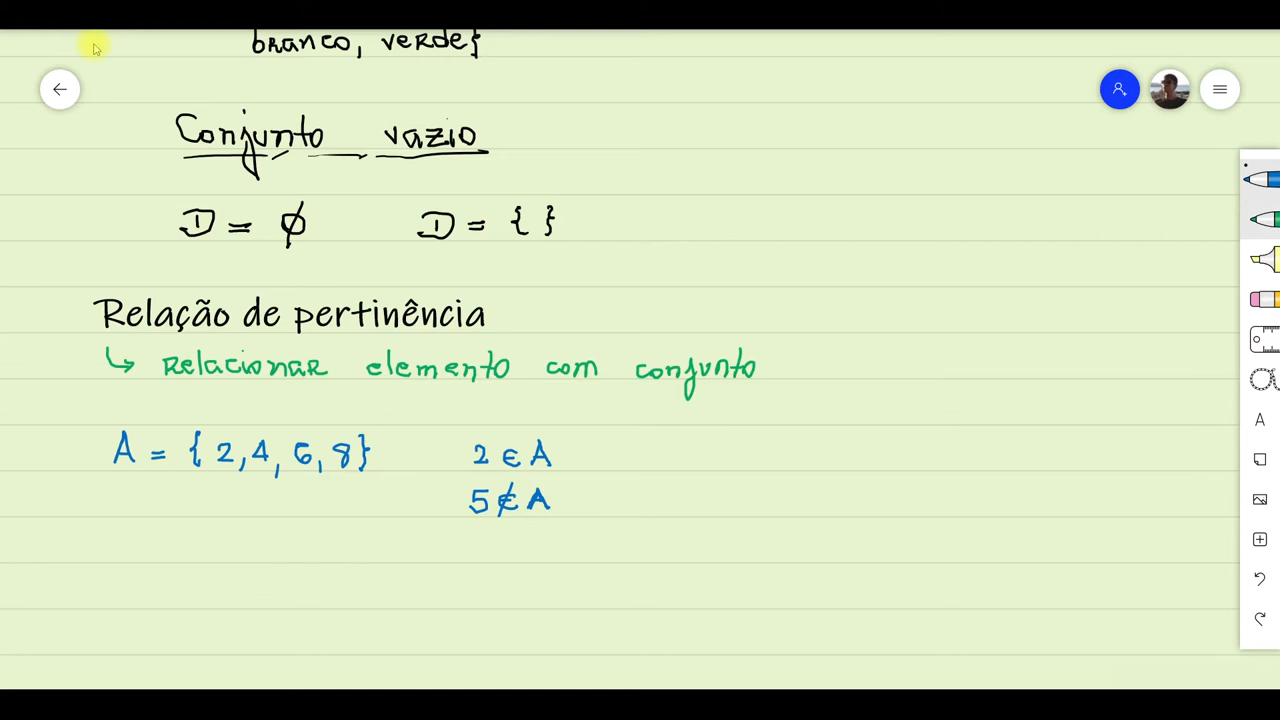 branco, verde}
Conjunto vazio
D = ∅ D = { }
Relação de pertinência
↳ relacionar elemento com conjunto
A = { 2, 4, 6, 8} 2 ∈ A
5 ∉ A